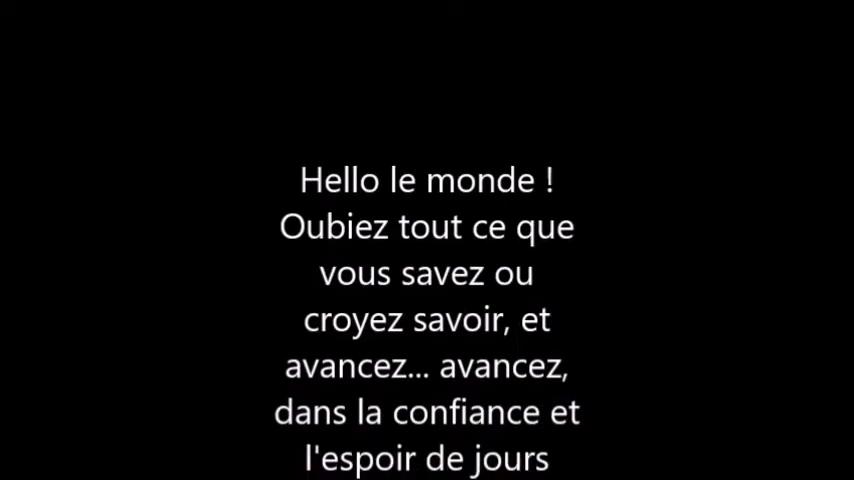 Hello le monde !
Oubiez tout ce que
vous savez ou
croyez savoir, et
avancez... avancez,
dans la confiance et
l'espoir de jours